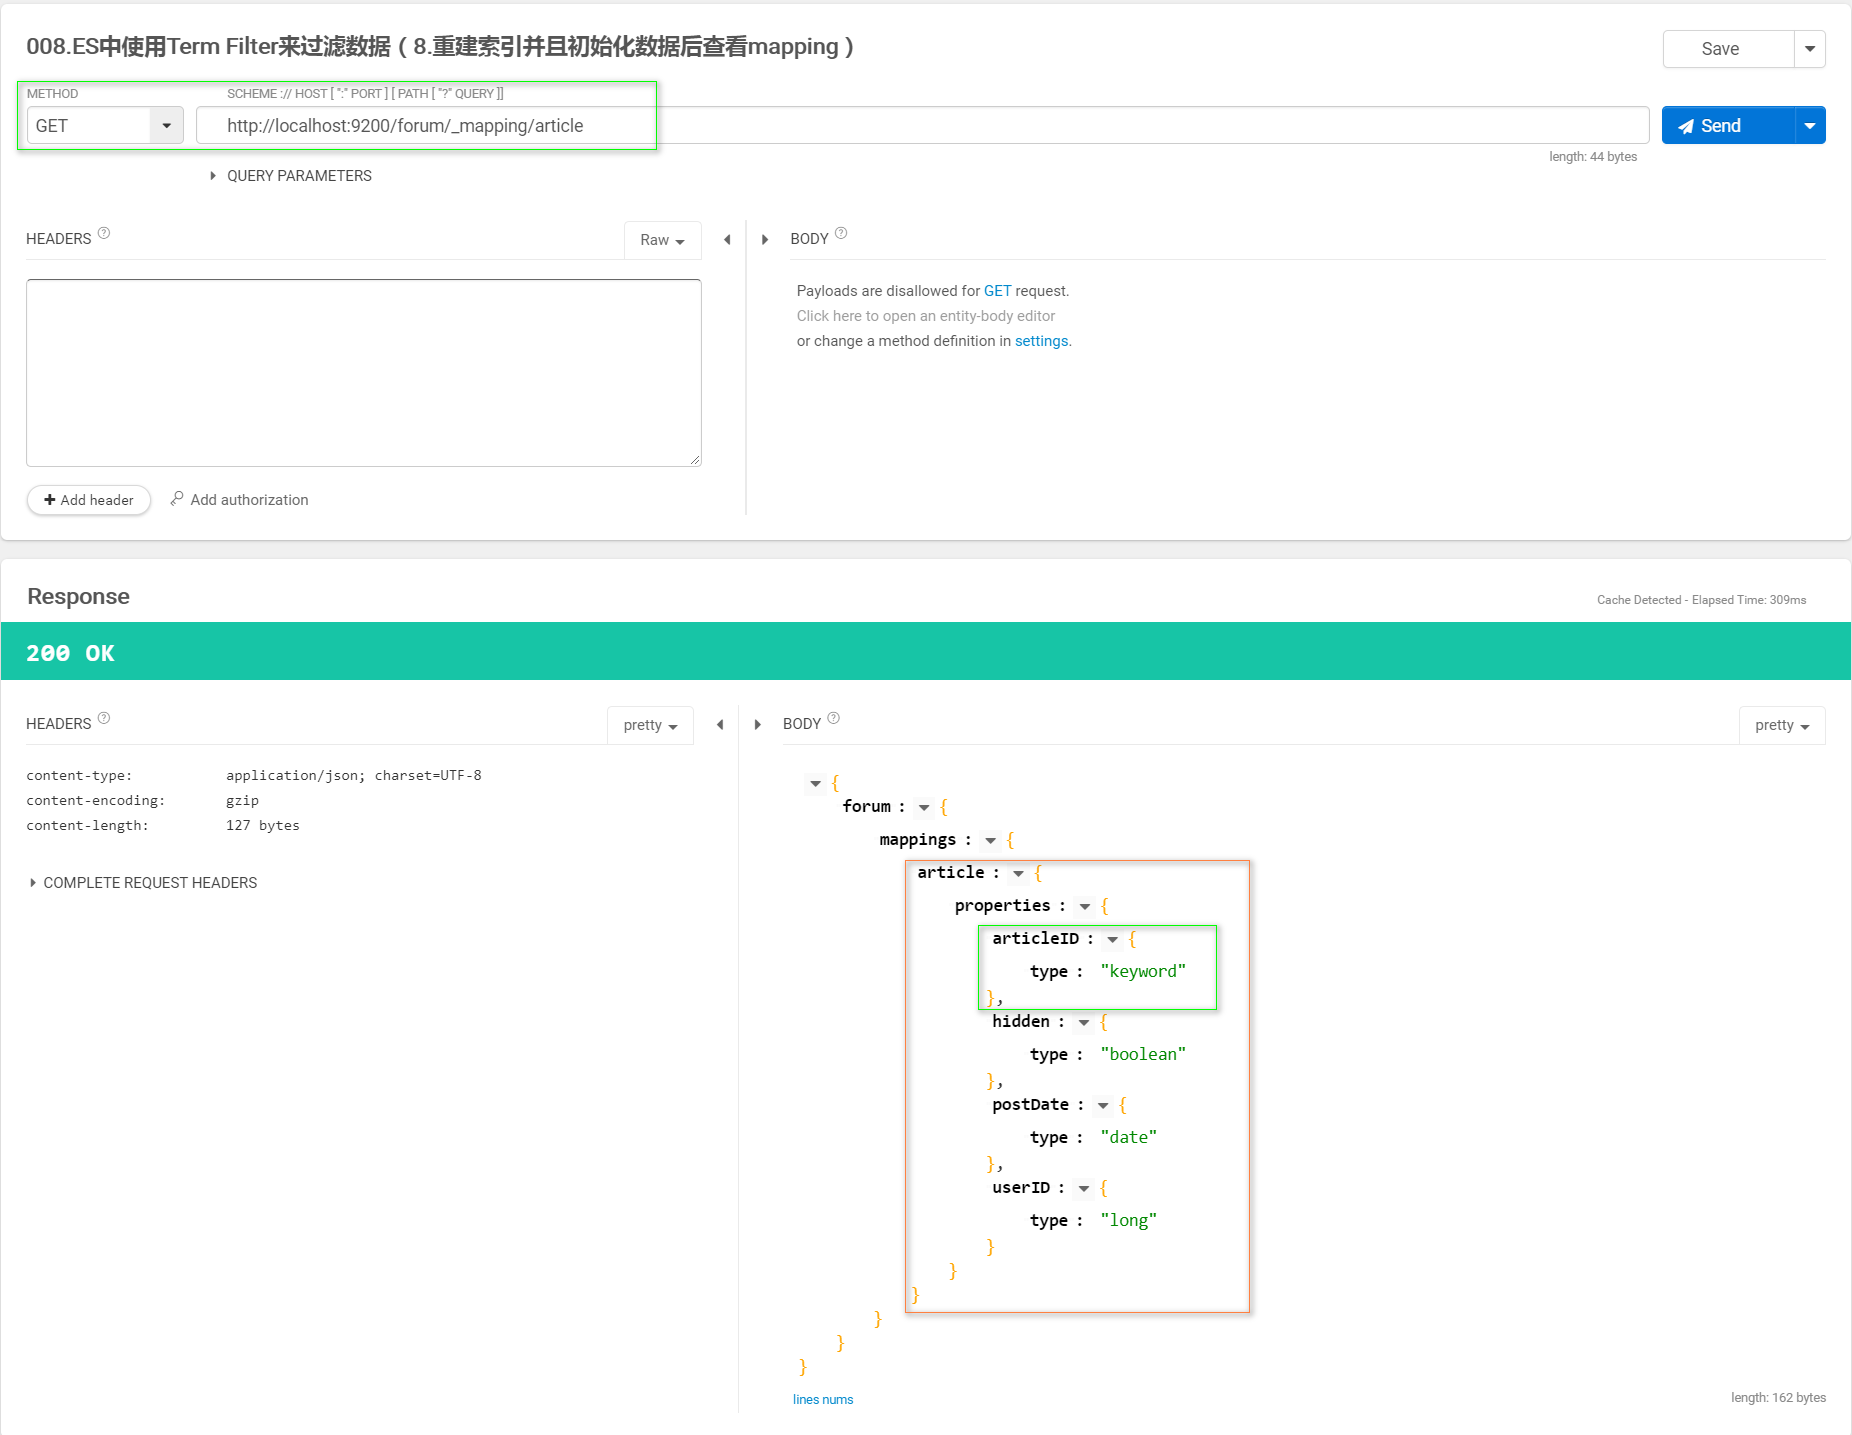 008.ES中使用Term Filter来过滤数据（8.重建索引并且初始化数据后查看mapping）
Save
METHOD
SCHEME :// HOST [ ":" PORT ] [ PATH [ "?" QUERY ]]
GET
http://localhost:9200/forum/_mapping/article
Send
length: 44 bytes
QUERY PARAMETERS
HEADERS ?
Raw
BODY ?
Payloads are disallowed for GET request.
Click here to open an entity-body editor
or change a method definition in settings.
+ Add header
Add authorization
Response
Cache Detected - Elapsed Time: 309ms
200 OK
HEADERS ?
pretty
BODY ?
pretty
content-type: application/json; charset=UTF-8
content-encoding: gzip
content-length: 127 bytes
COMPLETE REQUEST HEADERS
{
forum : {
mappings : {
article : {
properties : {
articleID : {
type : "keyword"
},
hidden : {
type : "boolean"
},
postDate : {
type : "date"
},
userID : {
type : "long"
}
}
}
}
}
}
lines nums
length: 162 bytes